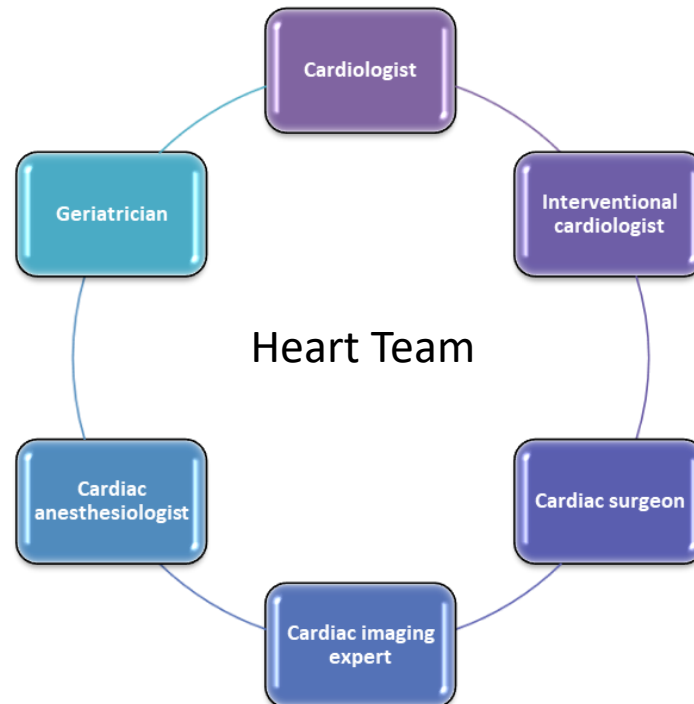 Cardiologist
Interventional
cardiologist
Cardiac surgeon
Cardiac imaging
expert
Cardiac
anesthesiologist
Geriatrician
Heart Team